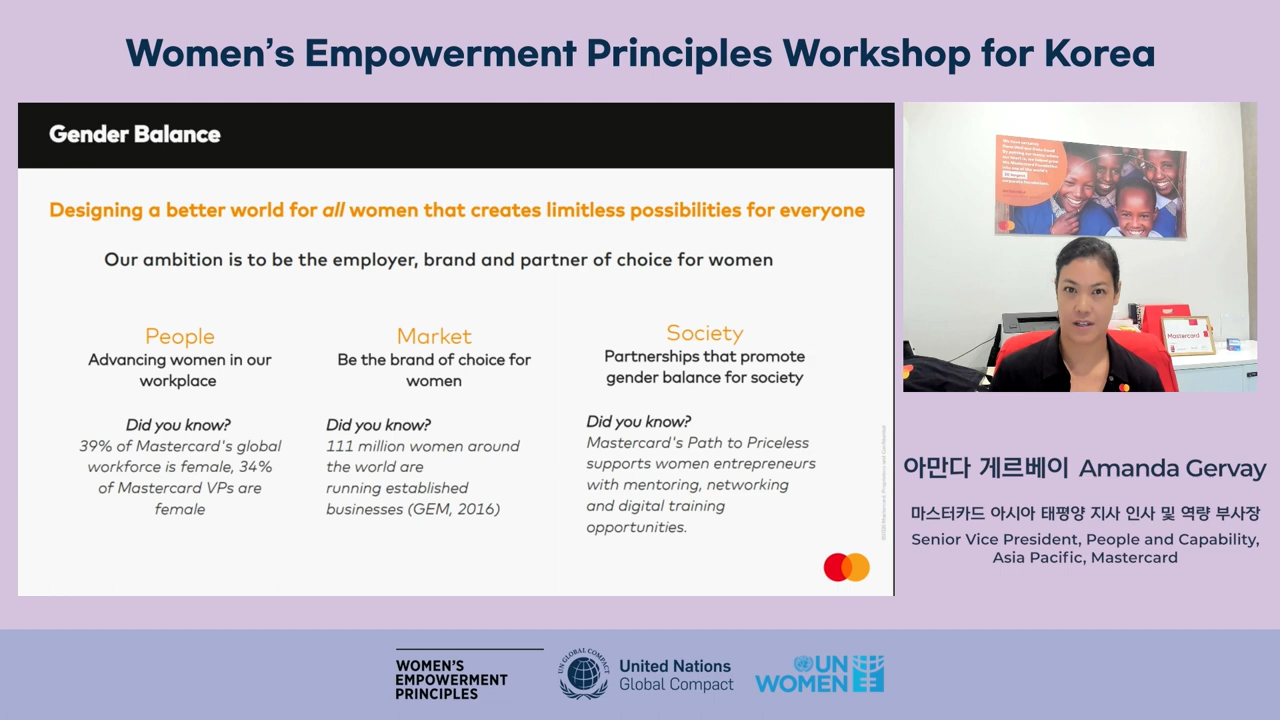 Women's Empowerment Principles Workshop for Korea
Gender Balance
Designing a better world for all women that creates limitless possibilities for everyone
Our ambition is to be the employer, brand and partner of choice for women
People
Advancing women in our
workplace
Did you know?
39% of Mastercard's global
workforce is female, 34%
of Mastercard VPs are
female
Market
Be the brand of choice for
women
Did you know?
111 million women around
the world are
running established
businesses (GEM, 2016)
Society
Partnerships that promote
gender balance for society
Did you know?
Mastercard's Path to Priceless
supports women entrepreneurs
with mentoring, networking
and digital training
opportunities.
Mastercard
아만다 게르베이 Amanda Gervay
마스터카드 아시아 태평양 지사 인사 및 역량 부사장
Senior Vice President, People and Capability,
Asia Pacific, Mastercard
WOMEN'S
EMPOWERMENT
PRINCIPLES
UN GLOBAL COMPACT
United Nations
Global Compact
UN
WOMEN